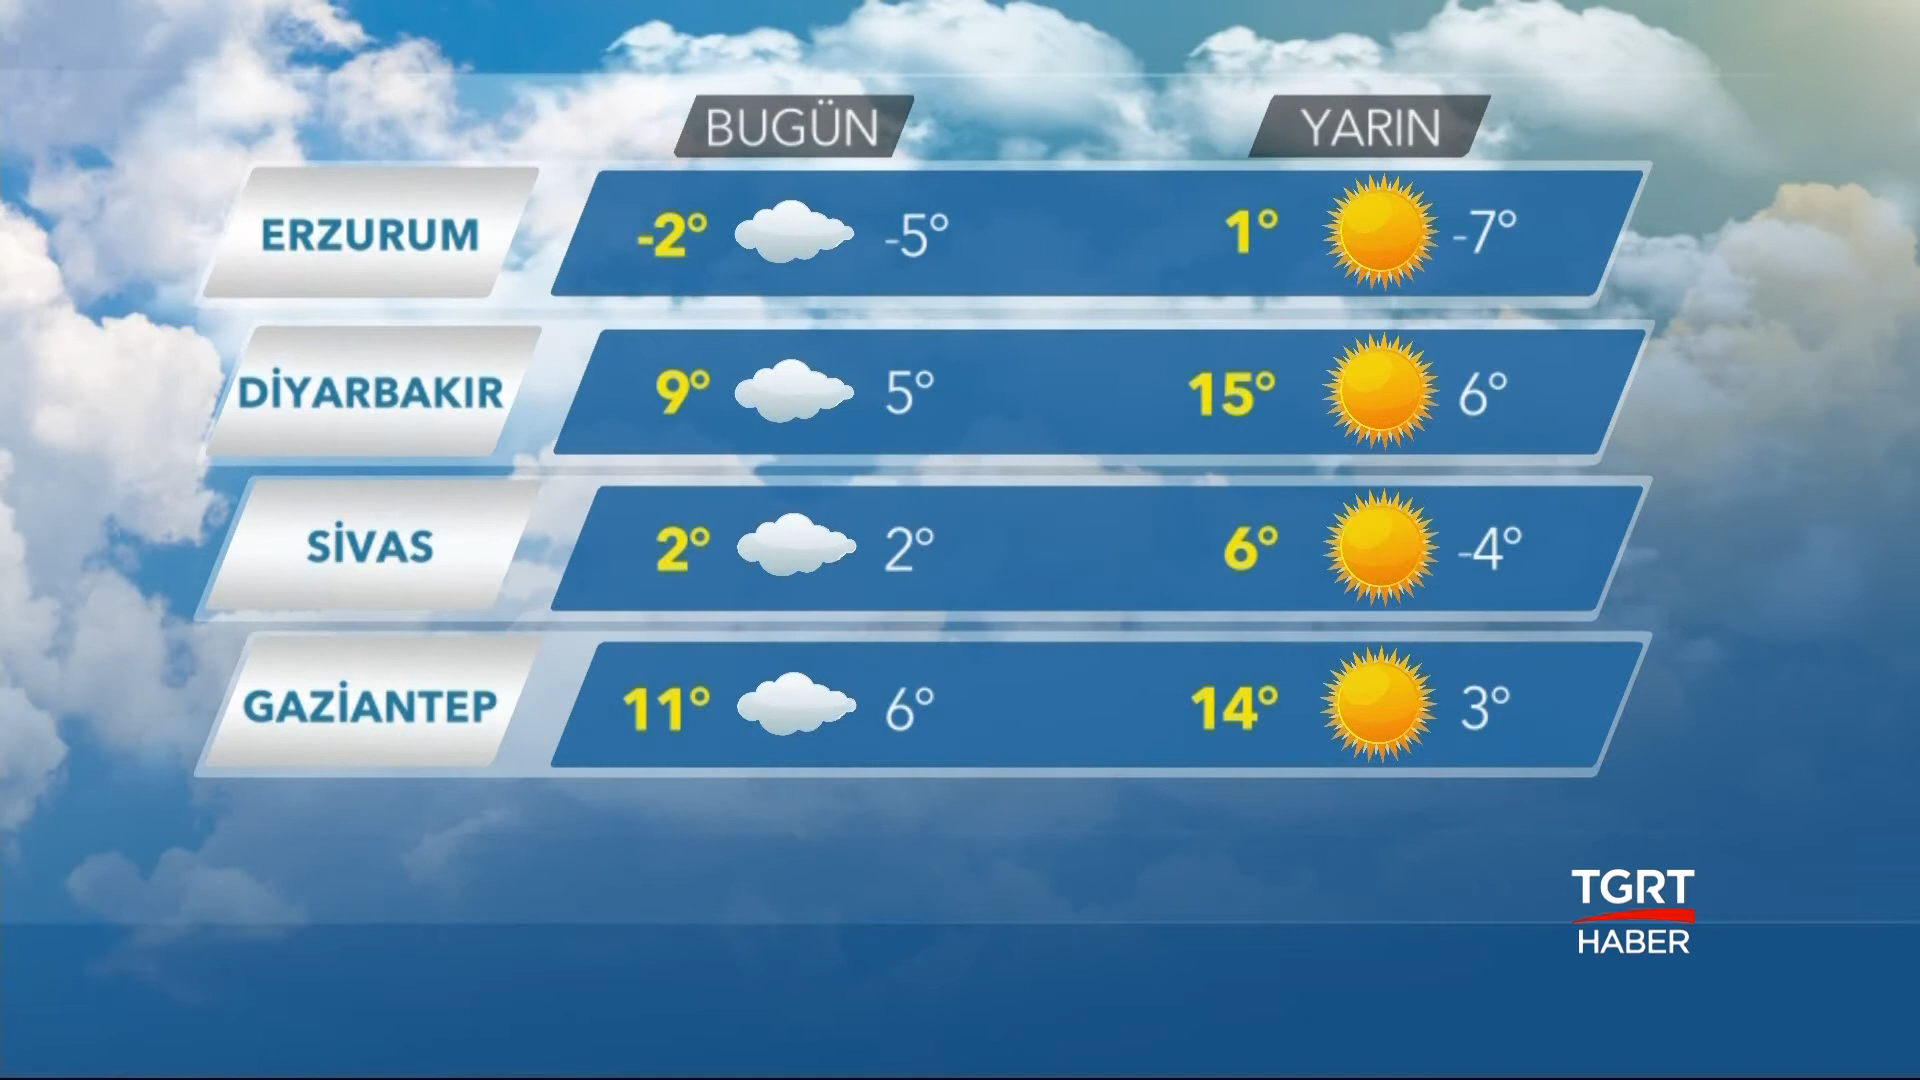 BUGÜN YARIN
ERZURUM -2° -5° 1° -7°
DİYARBAKIR 9° 5° 15° 6°
SİVAS 2° 2° 6° -4°
GAZİANTEP 11° 6° 14° 3°
TGRT
HABER